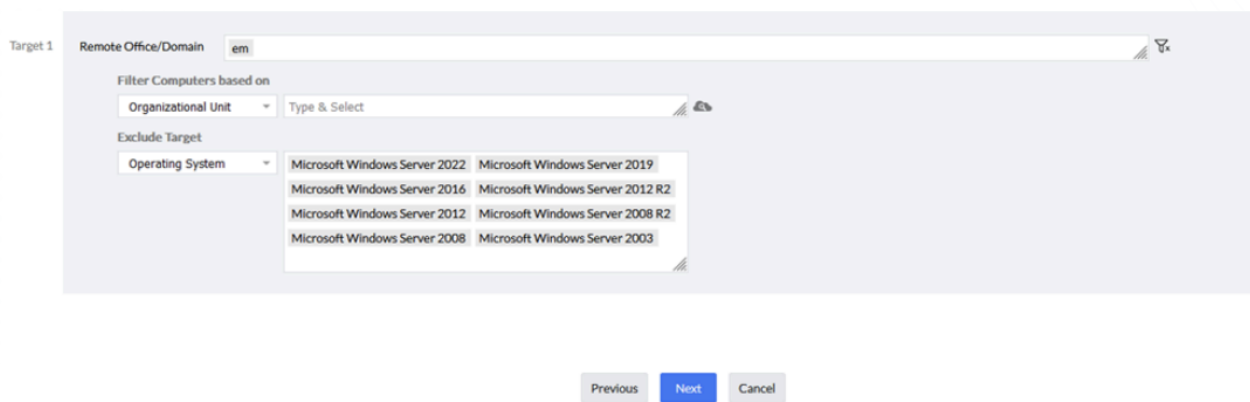 Target 1 Remote Office/Domain em
Filter Computers based on
Organizational Unit Type & Select
Exclude Target
Operating System Microsoft Windows Server 2022 Microsoft Windows Server 2019
Microsoft Windows Server 2016 Microsoft Windows Server 2012 R2
Microsoft Windows Server 2012 Microsoft Windows Server 2008 R2
Microsoft Windows Server 2008 Microsoft Windows Server 2003
Previous Next Cancel